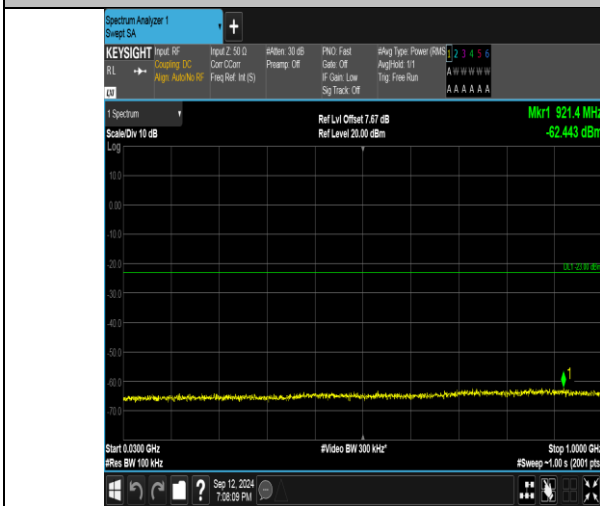 Spectrum Analyzer 1
Swept SA
KEYSIGHT Input: RF Input Z: 50 Ω #Atten: 30 dB PNO: Fast #Avg Type: Power (RMS 1 2 3 4 5 6
RL Coupling: DC Corr CCorr Preamp: Off Gate: Off Avg|Hold: 1/1 A W W W W W
Align: Auto/No RF Freq Ref: Int (S) IF Gain: Low Trig: Free Run
Sig Track: Off A A A A A A
LXI
1 Spectrum Ref Lvl Offset 7.67 dB Mkr1 921.4 MHz
Scale/Div 10 dB Ref Level 20.00 dBm -62.443 dBm
Log
10.0
0.00
-10.0
-20.0 DL1 -23.00 dBm
-30.0
-40.0
-50.0
-60.0 1
-70.0
Start 0.0300 GHz #Video BW 300 kHz* Stop 1.0000 GHz
#Res BW 100 kHz #Sweep ~1.00 s (2001 pts
? Sep 12, 2024
7:08:09 PM